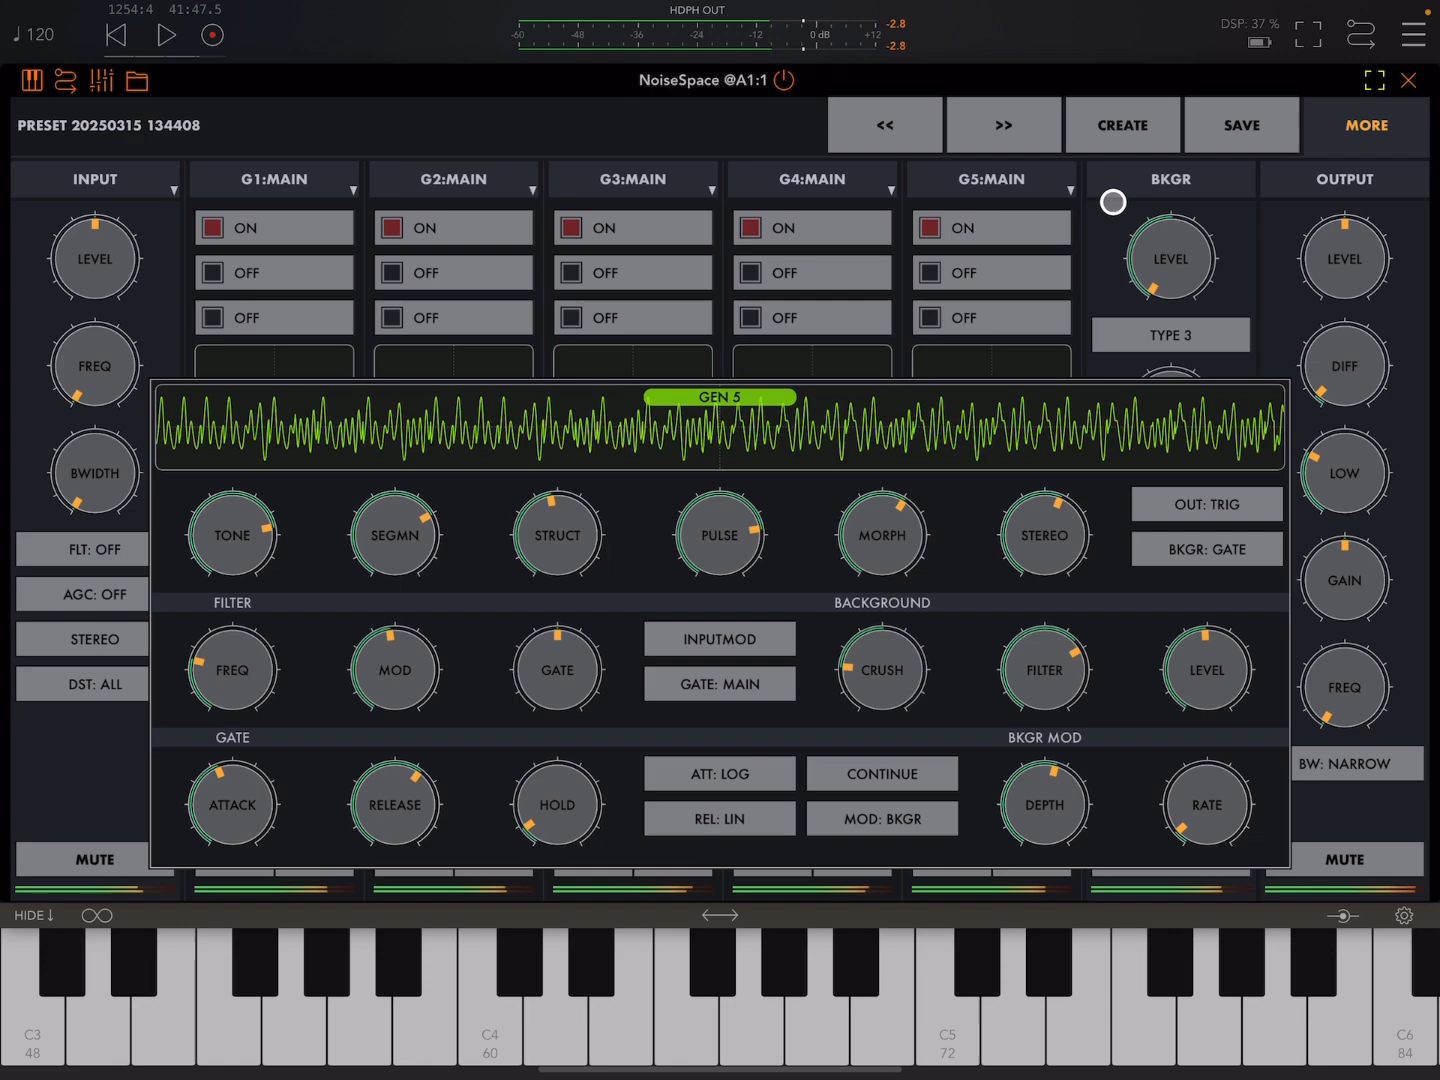 1254:4 41:47.5
HDPH OUT
♩120
-60 -48 -36 -24 -12 0 dB +12
-2.8
-2.8
DSP: 37 %
NoiseSpace @A1:1
PRESET 20250315 134408
<< >> CREATE SAVE MORE
INPUT G1:MAIN G2:MAIN G3:MAIN G4:MAIN G5:MAIN BKGR OUTPUT
ON ON ON ON ON
LEVEL LEVEL LEVEL
OFF OFF OFF OFF OFF
OFF OFF OFF OFF OFF
TYPE 3
FREQ DIFF
GEN 5
BWIDTH LOW
OUT: TRIG
TONE SEGMN STRUCT PULSE MORPH STEREO
FLT: OFF BKGR: GATE
AGC: OFF GAIN
FILTER BACKGROUND
STEREO INPUTMOD
FREQ MOD GATE CRUSH FILTER LEVEL
DST: ALL GATE: MAIN FREQ
GATE BKGR MOD
BW: NARROW
ATT: LOG CONTINUE
ATTACK RELEASE HOLD DEPTH RATE
REL: LIN MOD: BKGR
MUTE MUTE
HIDE↓
C3 C4 C5 C6
48 60 72 84